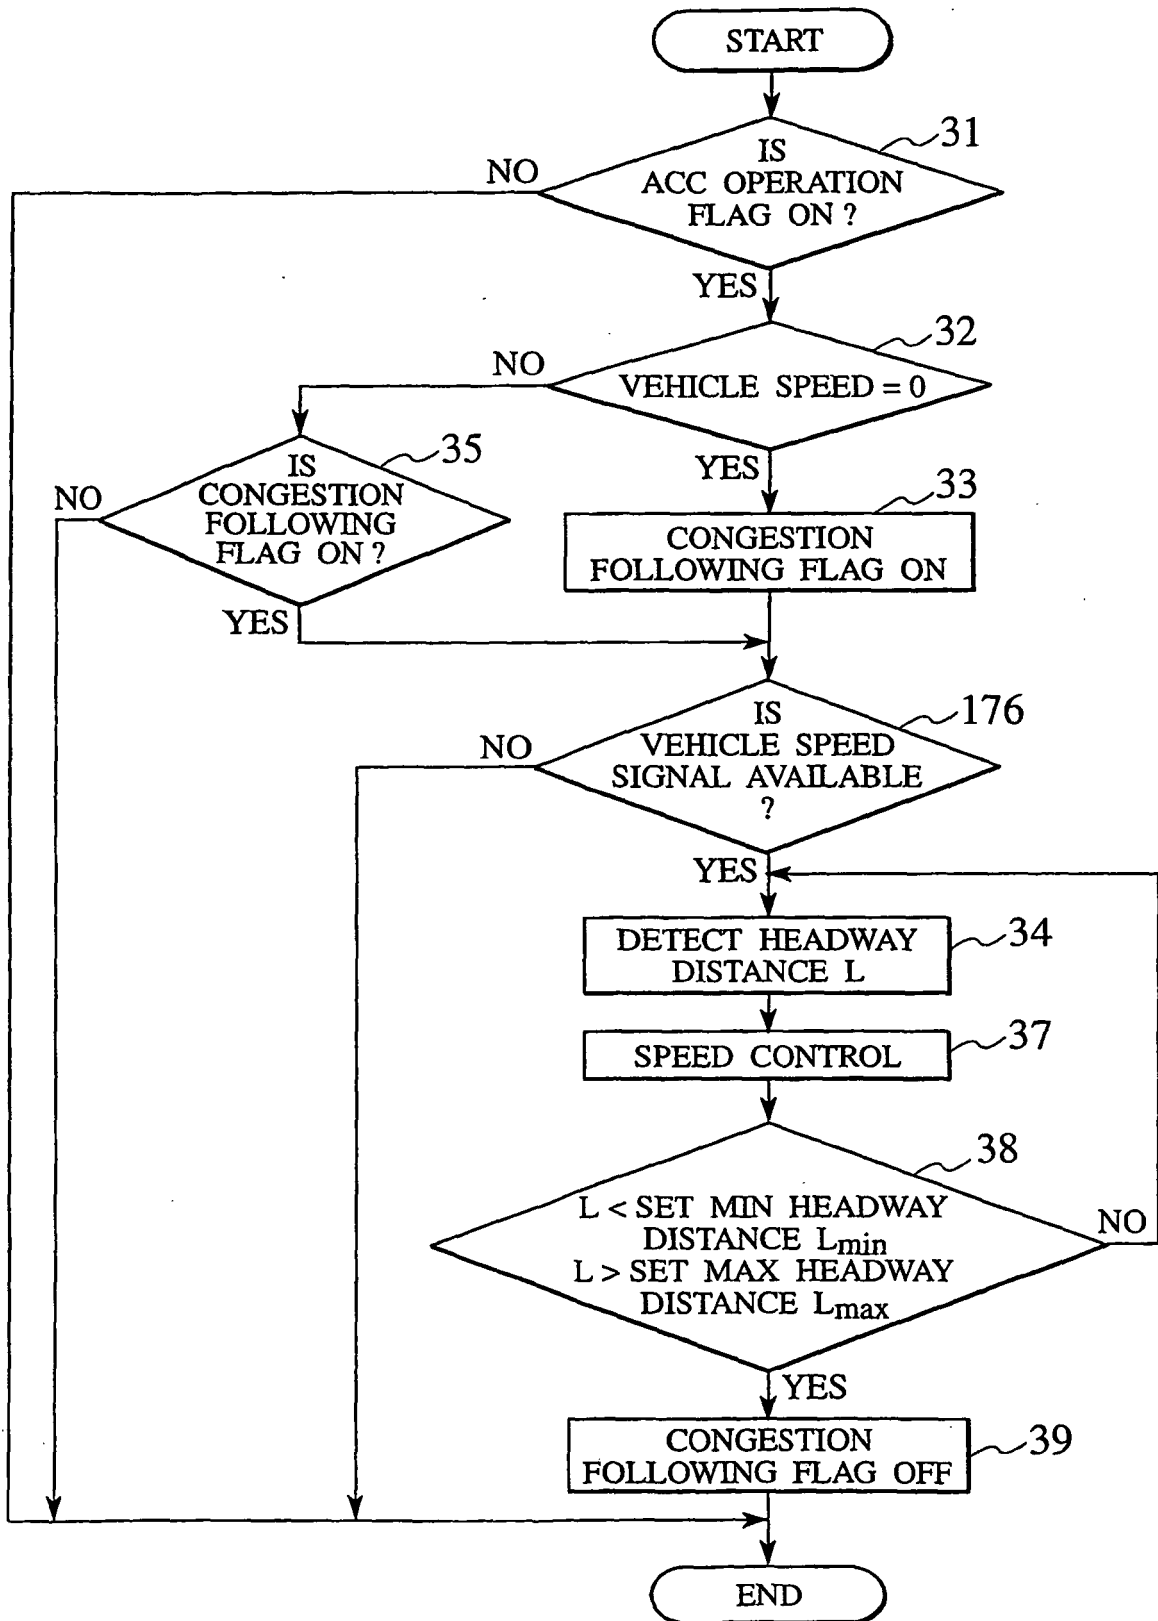 START
31
IS
ACC OPERATION
FLAG ON ?
NO
YES
32
NO
VEHICLE SPEED = 0
YES
35
IS
CONGESTION
FOLLOWING
FLAG ON ?
NO
YES
33
CONGESTION
FOLLOWING FLAG ON
176
IS
VEHICLE SPEED
SIGNAL AVAILABLE
?
NO
YES
DETECT HEADWAY
DISTANCE L
34
SPEED CONTROL
37
38
L < SET MIN HEADWAY
DISTANCE Lmin
L > SET MAX HEADWAY
DISTANCE Lmax
NO
YES
CONGESTION
FOLLOWING FLAG OFF
39
END